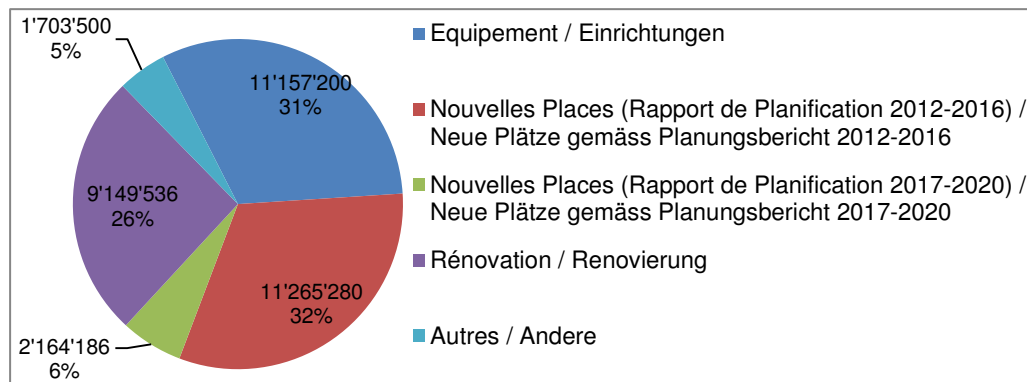 1'703'500
5%
11'157'200
31%
9'149'536
26%
11'265'280
32%
2'164'186
6%
Equipement / Einrichtungen
Nouvelles Places (Rapport de Planification 2012-2016) /
Neue Plätze gemäss Planungsbericht 2012-2016
Nouvelles Places (Rapport de Planification 2017-2020) /
Neue Plätze gemäss Planungsbericht 2017-2020
Rénovation / Renovierung
Autres / Andere